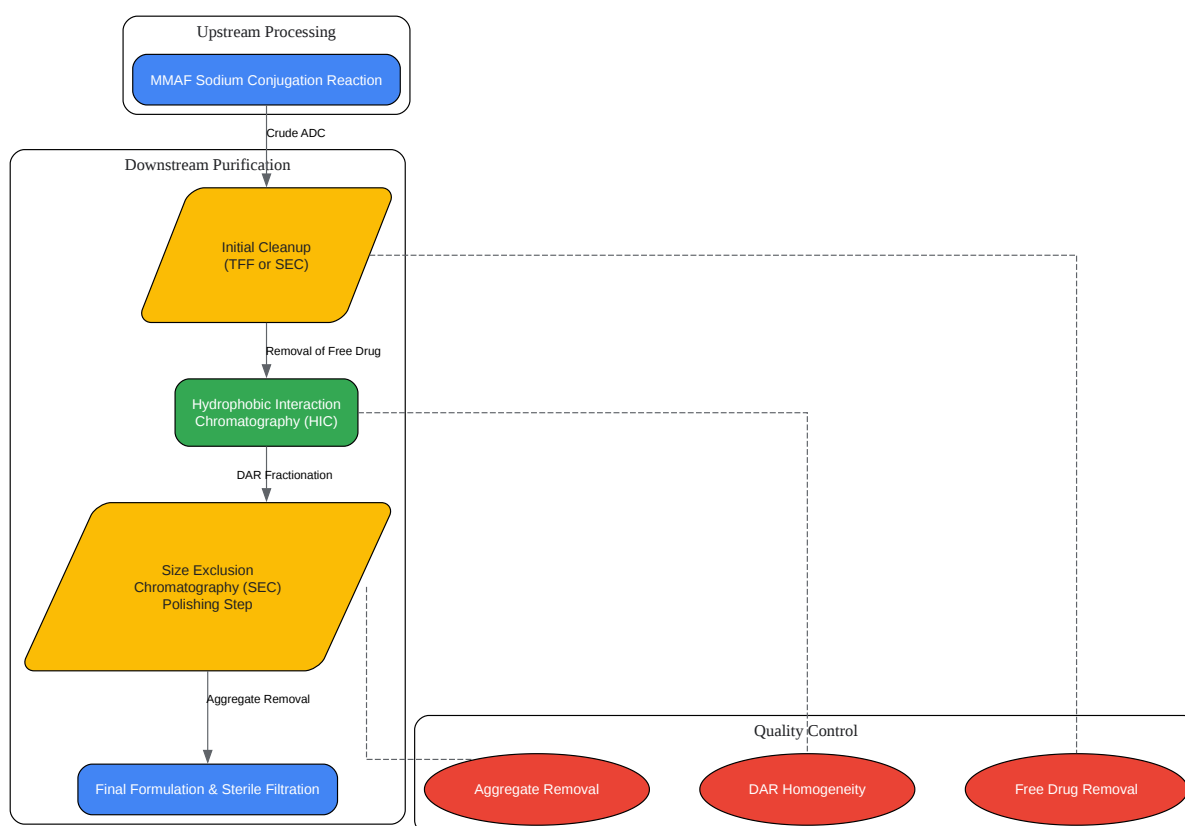 Upstream Processing
MMAF Sodium Conjugation Reaction
Crude ADC
Downstream Purification
Initial Cleanup
(TFF or SEC)
Removal of Free Drug
Hydrophobic Interaction
Chromatography (HIC)
DAR Fractionation
Size Exclusion
Chromatography (SEC)
Polishing Step
Aggregate Removal
Final Formulation & Sterile Filtration
Quality Control
Aggregate Removal
DAR Homogeneity
Free Drug Removal